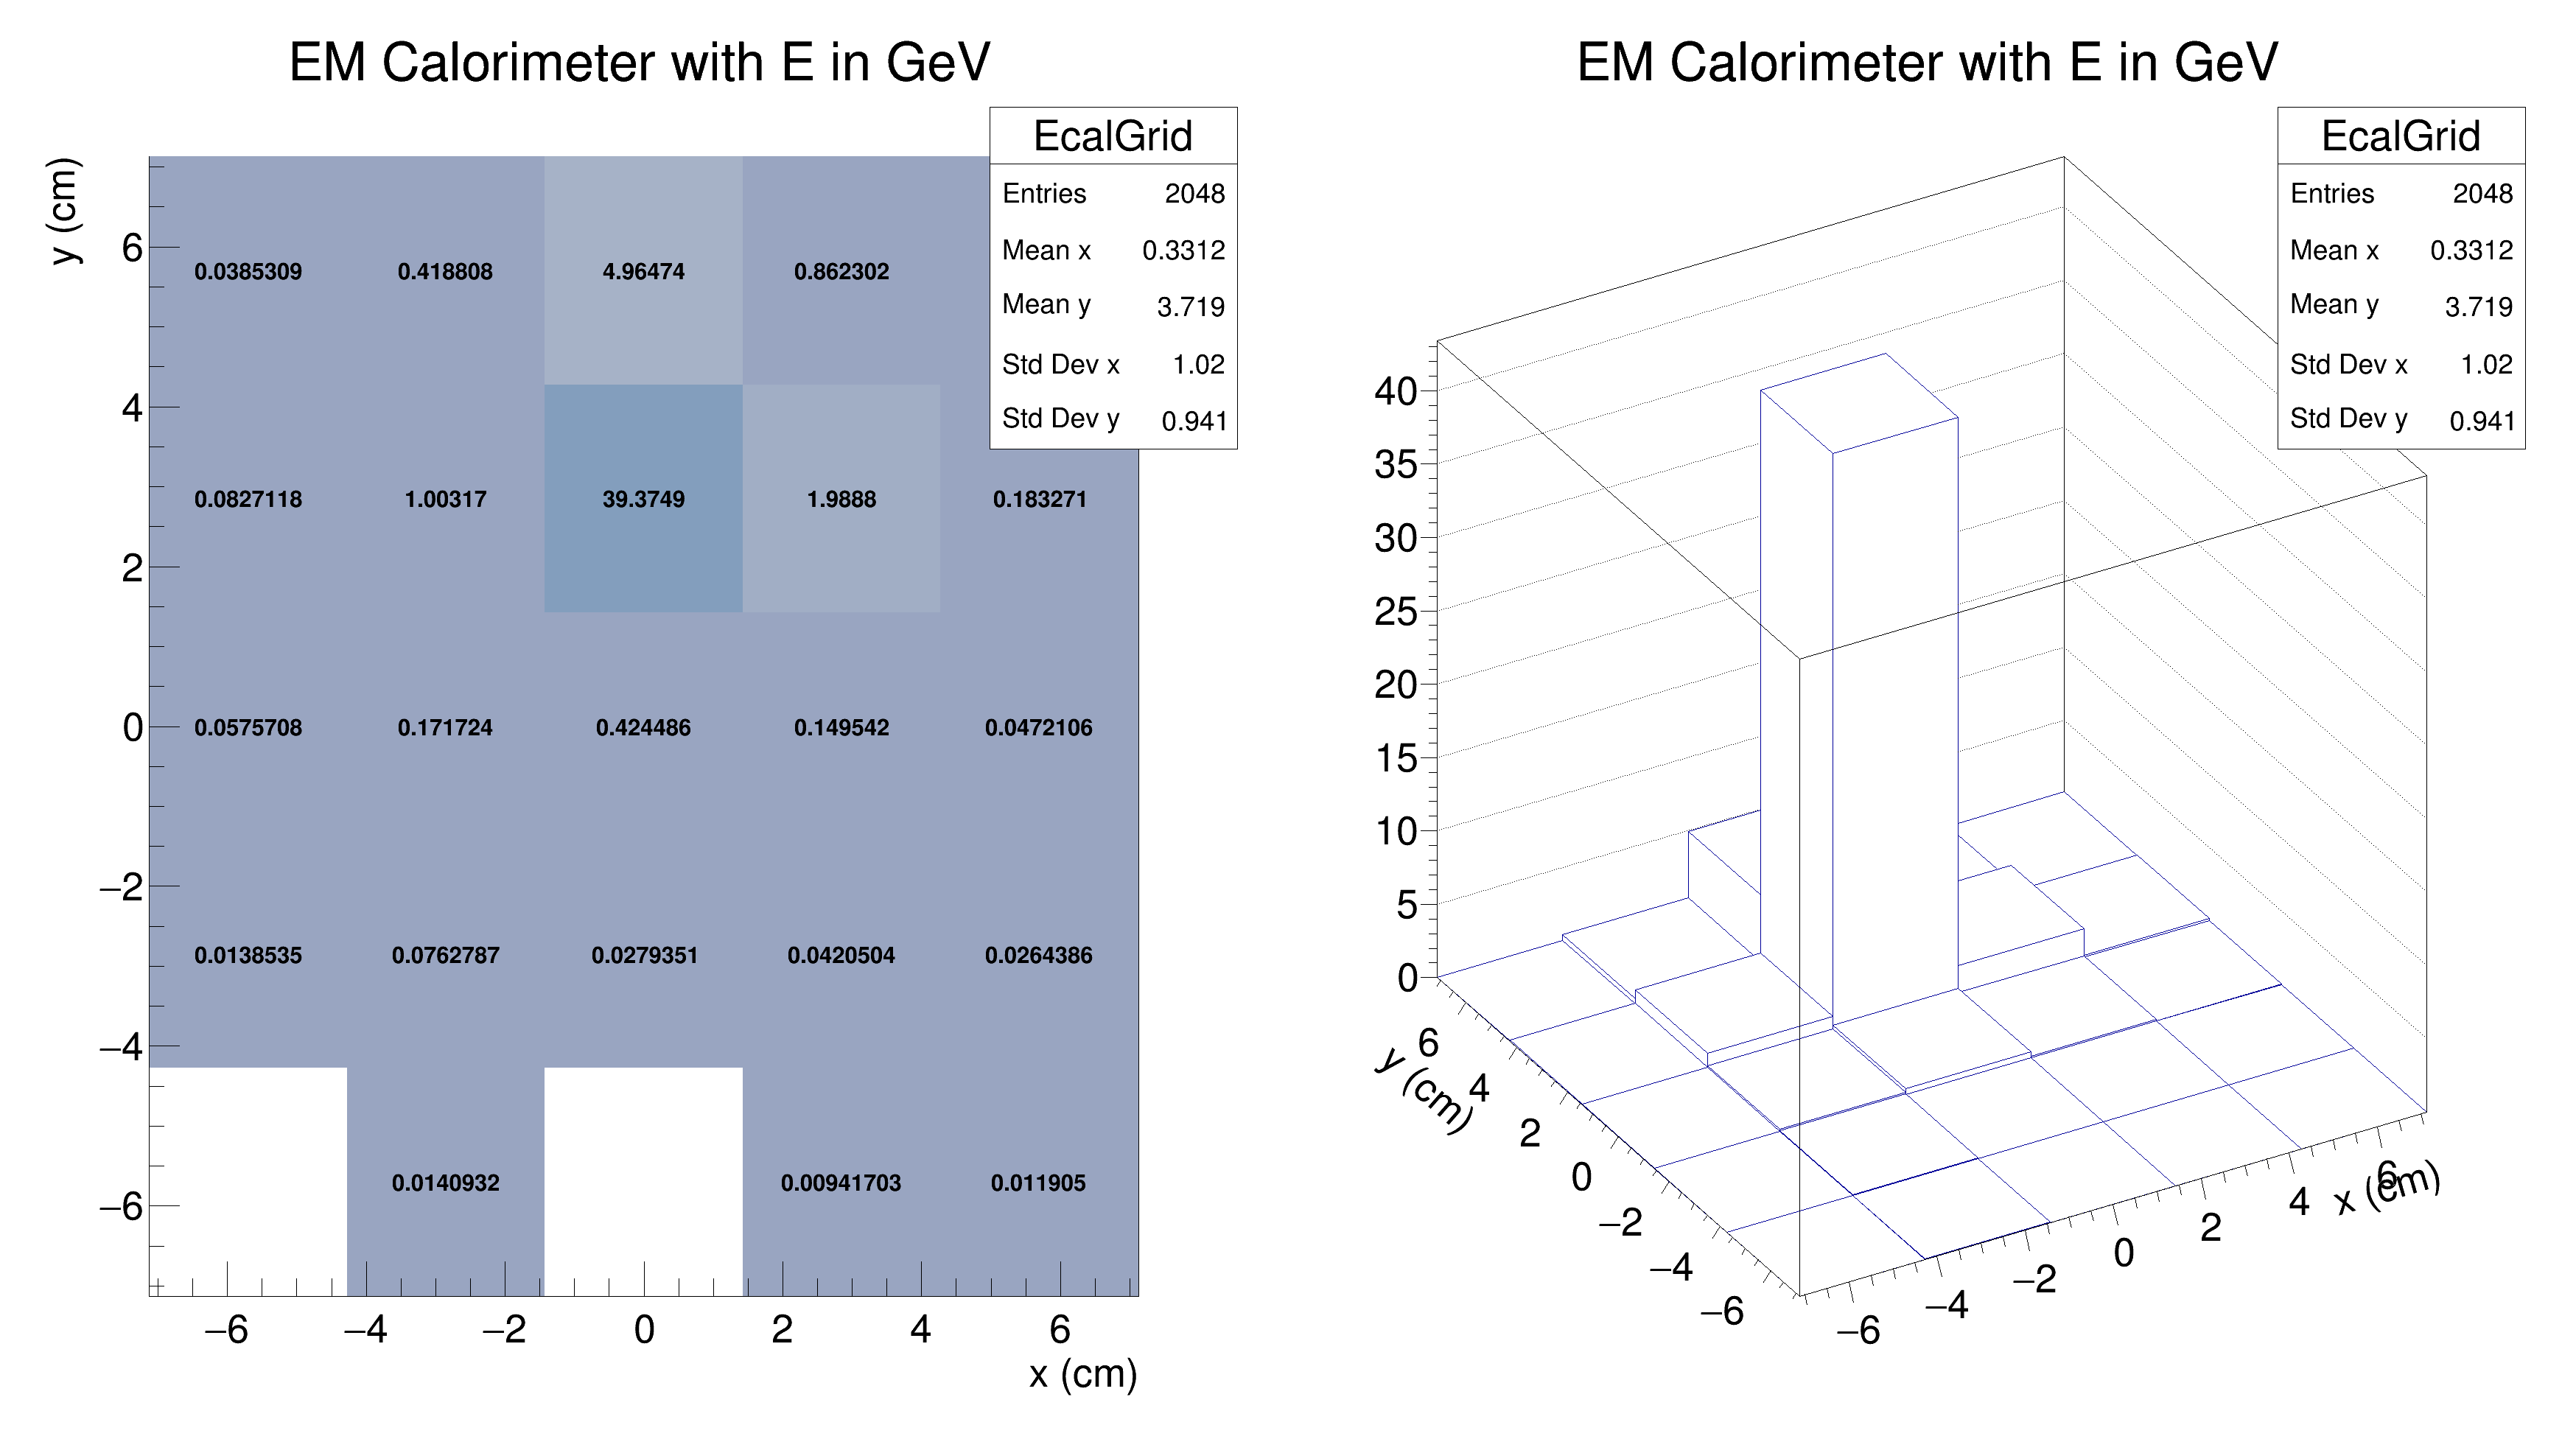 EM Calorimeter with E in GeV
EcalGrid
Entries 2048
Mean x 0.3312
Mean y 3.719
Std Dev x 1.02
Std Dev y 0.941
y (cm)
6
4
2
0
−2
−4
−6
0.0385309 0.418808 4.96474 0.862302
0.0827118 1.00317 39.3749 1.9888 0.183271
0.0575708 0.171724 0.424486 0.149542 0.0472106
0.0138535 0.0762787 0.0279351 0.0420504 0.0264386
0.0140932 0.00941703 0.011905
−6 −4 −2 0 2 4 6
x (cm)
EM Calorimeter with E in GeV
EcalGrid
Entries 2048
Mean x 0.3312
Mean y 3.719
Std Dev x 1.02
Std Dev y 0.941
40
35
30
25
20
15
10
5
0
y (cm)
6
4
2
0
−2
−4
−6
−6 −4 −2 0 2 4 6
x (cm)